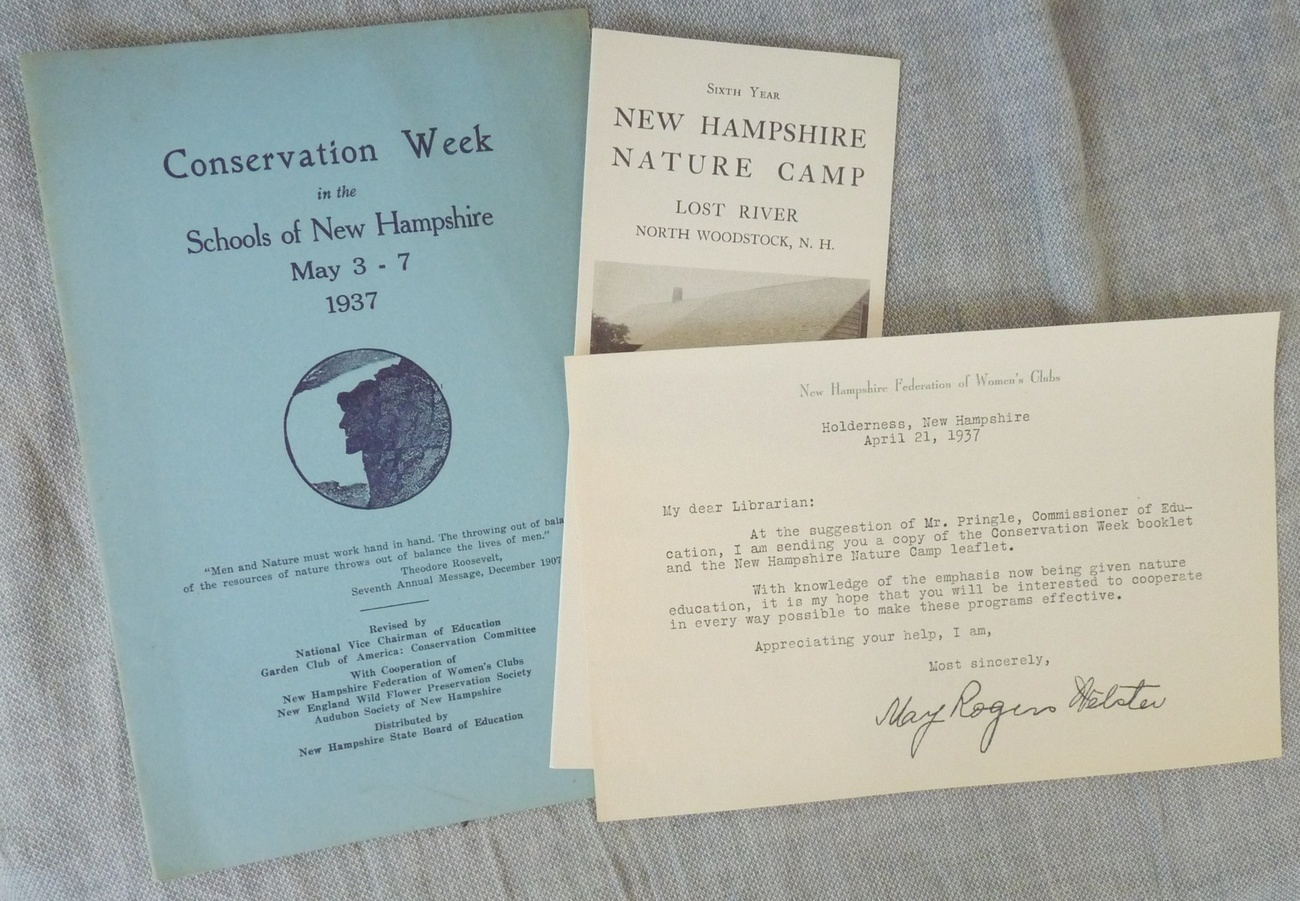 Conservation Week
in the
Schools of New Hampshire
May 3 - 7
1937
"Men and Nature must work hand in hand. The throwing out of
of the resources of nature throws out of balance the lives of men."
Theodore Roosevelt,
Seventh Annual Message, December 1907
Revised by
National Vice Chairman of Education
Garden Club of America: Conservation Committee
With Cooperation of
New Hampshire Federation of Women's Clubs
New England Wild Flower Preservation Society
Audubon Society of New Hampshire
Distributed by
New Hampshire State Board of Education
Sixth Year
NEW HAMPSHIRE
NATURE CAMP
LOST RIVER
NORTH WOODSTOCK, N. H.
New Hampshire Federation of Women's Clubs
Holderness, New Hampshire
April 21, 1937
My dear Librarian:
At the suggestion of Mr. Pringle, Commissioner of Edu-
cation, I am sending you a copy of the Conservation Week booklet
and the New Hampshire Nature Camp leaflet.
With knowledge of the emphasis now being given nature
education, it is my hope that you will be interested to cooperate
in every way possible to make these programs effective.
Appreciating your help, I am,
Most sincerely,
May Rogers Webster